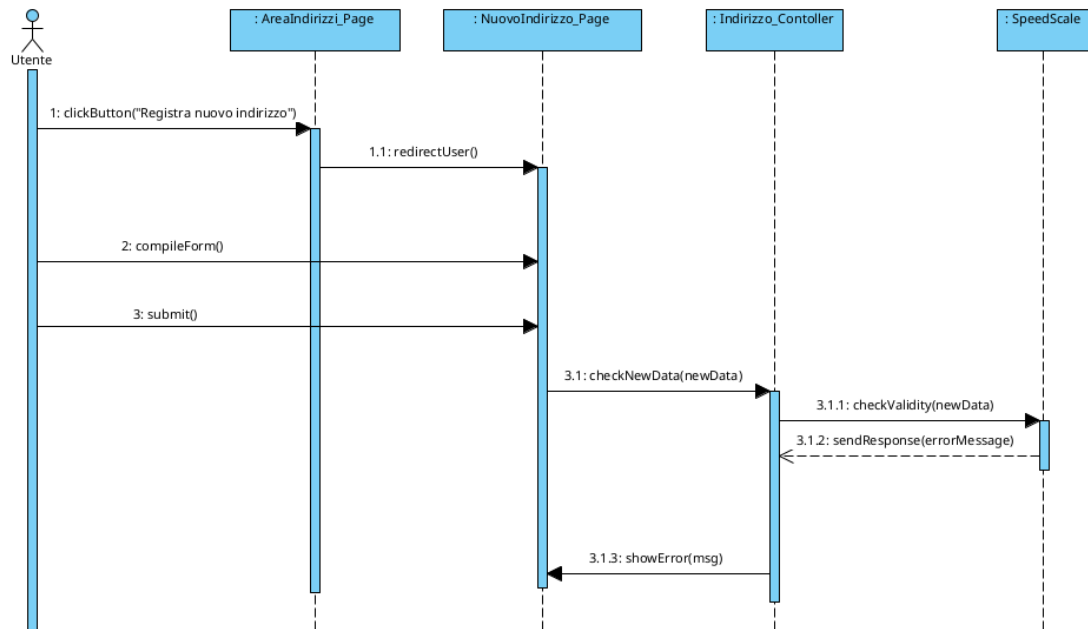 : AreaIndirizzi_Page
: NuovoIndirizzo_Page
: Indirizzo_Contoller
: SpeedScale
Utente
1: clickButton("Registra nuovo indirizzo")
1.1: redirectUser()
2: compileForm()
3: submit()
3.1: checkNewData(newData)
3.1.1: checkValidity(newData)
3.1.2: sendResponse(errorMessage)
3.1.3: showError(msg)